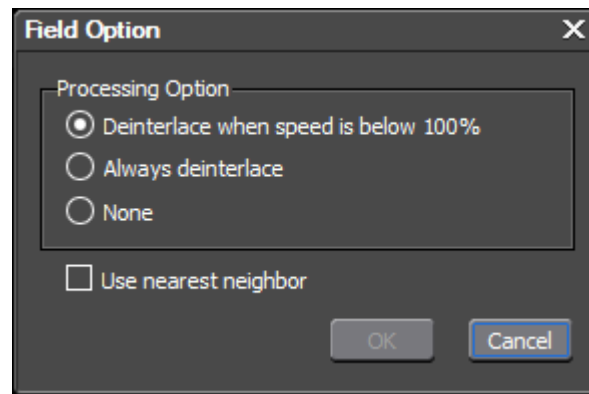 Field Option
Processing Option
Deinterlace when speed is below 100%
Always deinterlace
None
Use nearest neighbor
OK
Cancel